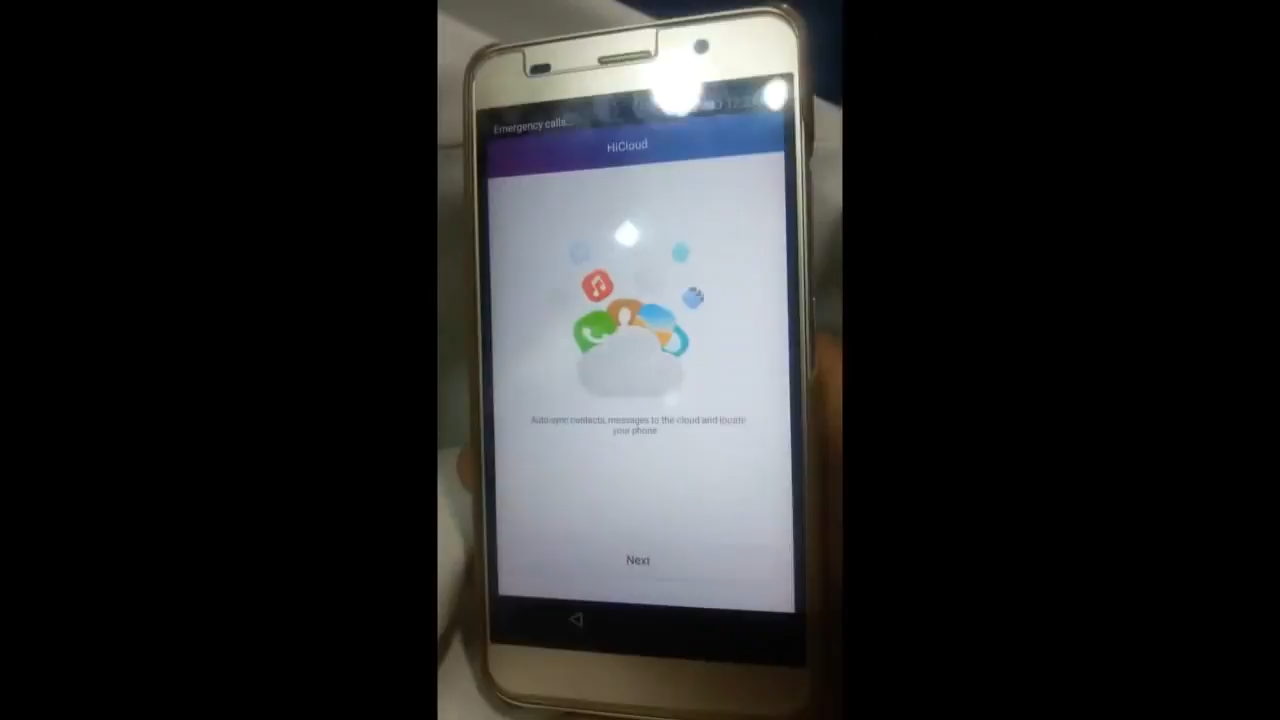 Emergency calls...
HiCloud
Auto-sync contacts, messages to the cloud and locate
your phone
Next